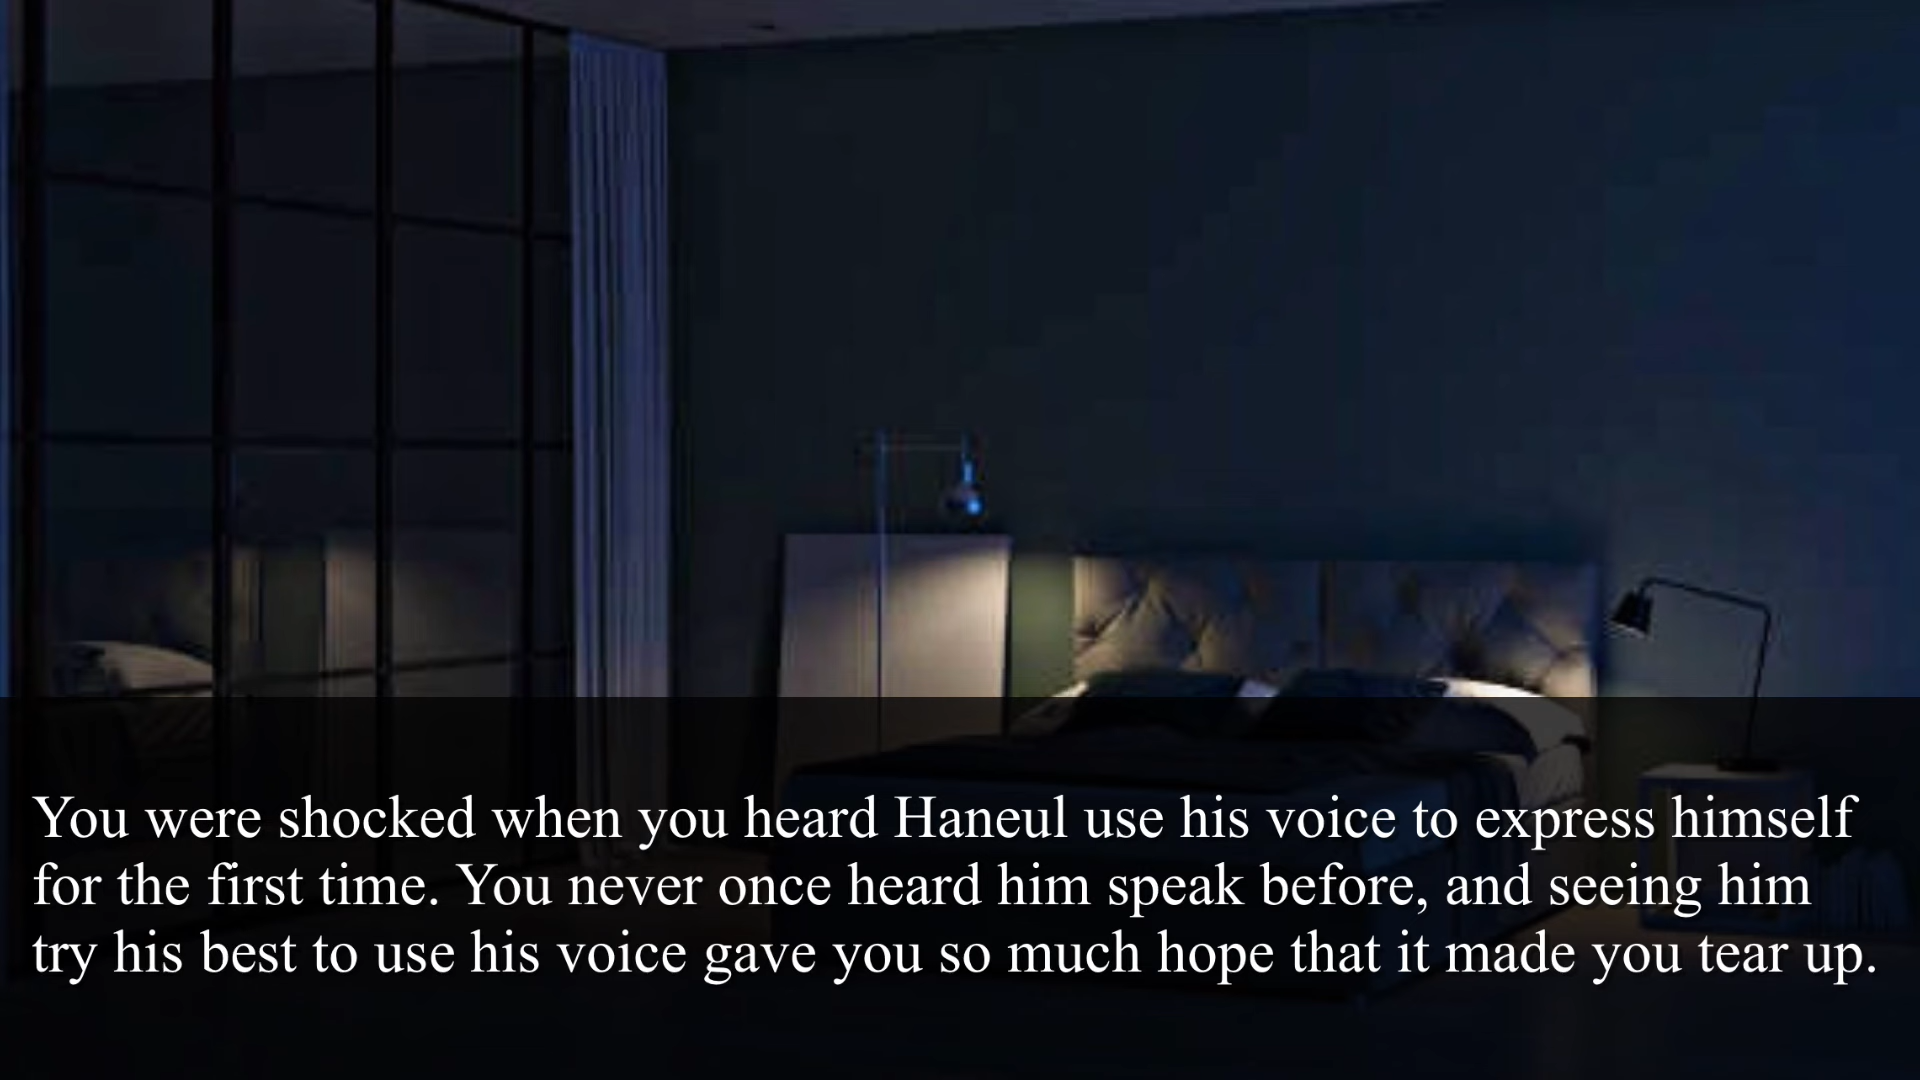 You were shocked when you heard Haneul use his voice to express himself
for the first time. You never once heard him speak before, and seeing him
try his best to use his voice gave you so much hope that it made you tear up.